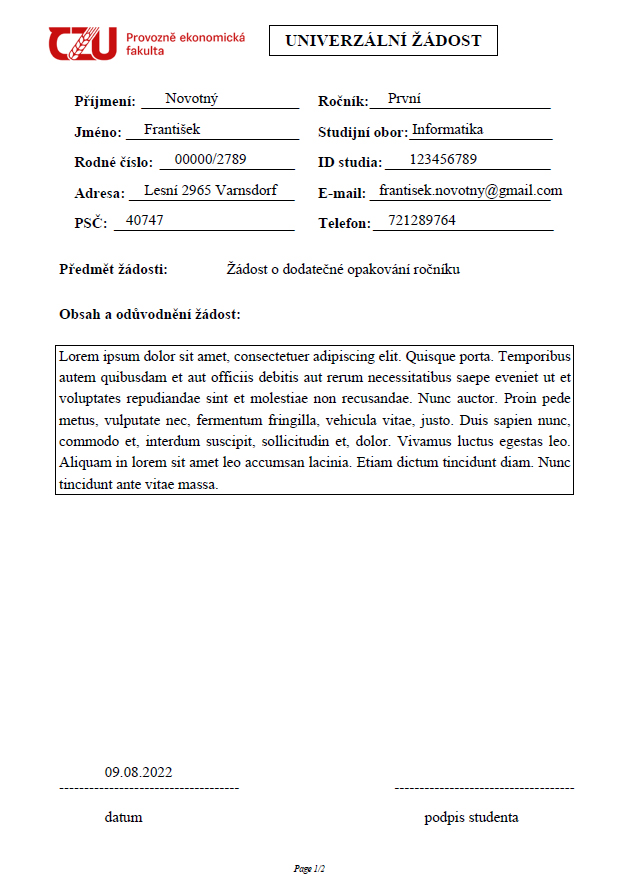 ČZU Provozně ekonomická
fakulta
UNIVERZÁLNÍ ŽÁDOST
Příjmení: Novotný Ročník: První
Jméno: František Studijní obor: Informatika
Rodné číslo: 00000/2789 ID studia: 123456789
Adresa: Lesní 2965 Varnsdorf E-mail: frantisek.novotny@gmail.com
PSČ: 40747 Telefon: 721289764
Předmět žádosti: Žádost o dodatečné opakování ročníku
Obsah a odůvodnění žádost:
Lorem ipsum dolor sit amet, consectetuer adipiscing elit. Quisque porta. Temporibus
autem quibusdam et aut officiis debitis aut rerum necessitatibus saepe eveniet ut et
voluptates repudiandae sint et molestiae non recusandae. Nunc auctor. Proin pede
metus, vulputate nec, fermentum fringilla, vehicula vitae, justo. Duis sapien nunc,
commodo et, interdum suscipit, sollicitudin et, dolor. Vivamus luctus egestas leo.
Aliquam in lorem sit amet leo accumsan lacinia. Etiam dictum tincidunt diam. Nunc
tincidunt ante vitae massa.
09.08.2022
datum podpis studenta
Page 1/2